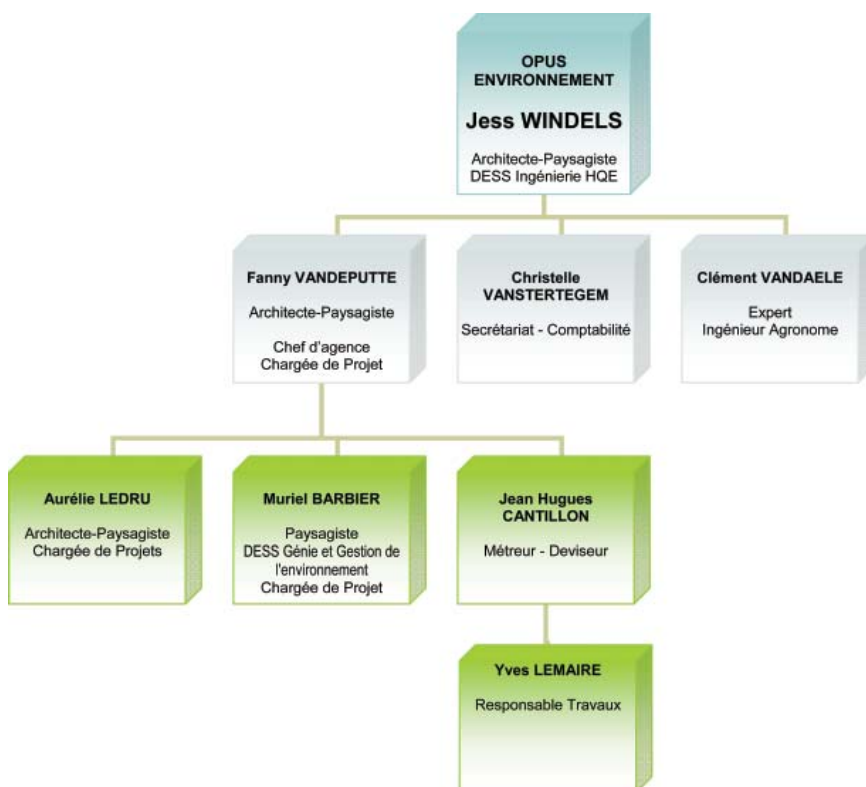 OPUS
ENVIRONNEMENT
Jess WINDELS
Architecte-Paysagiste
DESS Ingénierie HQE
Fanny VANDEPUTTE
Architecte-Paysagiste
Chef d'agence
Chargée de Projet
Christelle
VANSTERTEGEM
Secrétariat - Comptabilité
Clément VANDAELE
Expert
Ingénieur Agronome
Aurélie LEDRU
Architecte-Paysagiste
Chargée de Projets
Muriel BARBIER
Paysagiste
DESS Génie et Gestion de
l'environnement
Chargée de Projet
Jean Hugues
CANTILLON
Métreur - Deviseur
Yves LEMAIRE
Responsable Travaux